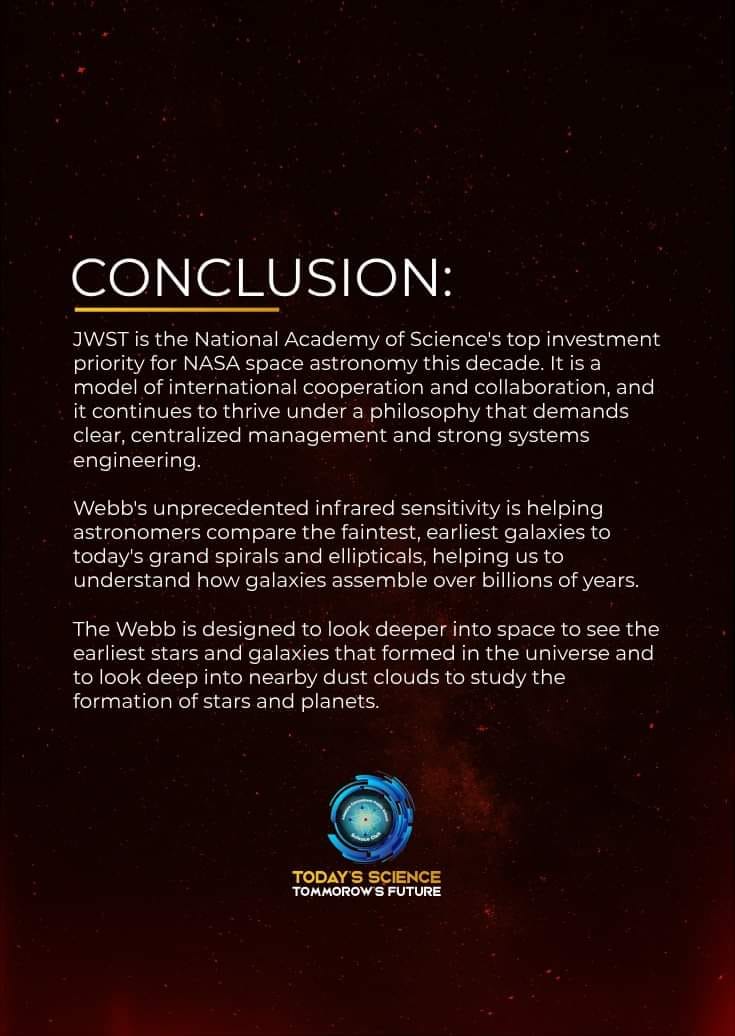 CONCLUSION:
JWST is the National Academy of Science's top investment
priority for NASA space astronomy this decade. It is a
model of international cooperation and collaboration, and
it continues to thrive under a philosophy that demands
clear, centralized management and strong systems
engineering.
Webb's unprecedented infrared sensitivity is helping
astronomers compare the faintest, earliest galaxies to
today's grand spirals and ellipticals, helping us to
understand how galaxies assemble over billions of years.
The Webb is designed to look deeper into space to see the
earliest stars and galaxies that formed in the universe and
to look deep into nearby dust clouds to study the
formation of stars and planets.
Science Club
TODAY'S SCIENCE
TOMMOROW'S FUTURE